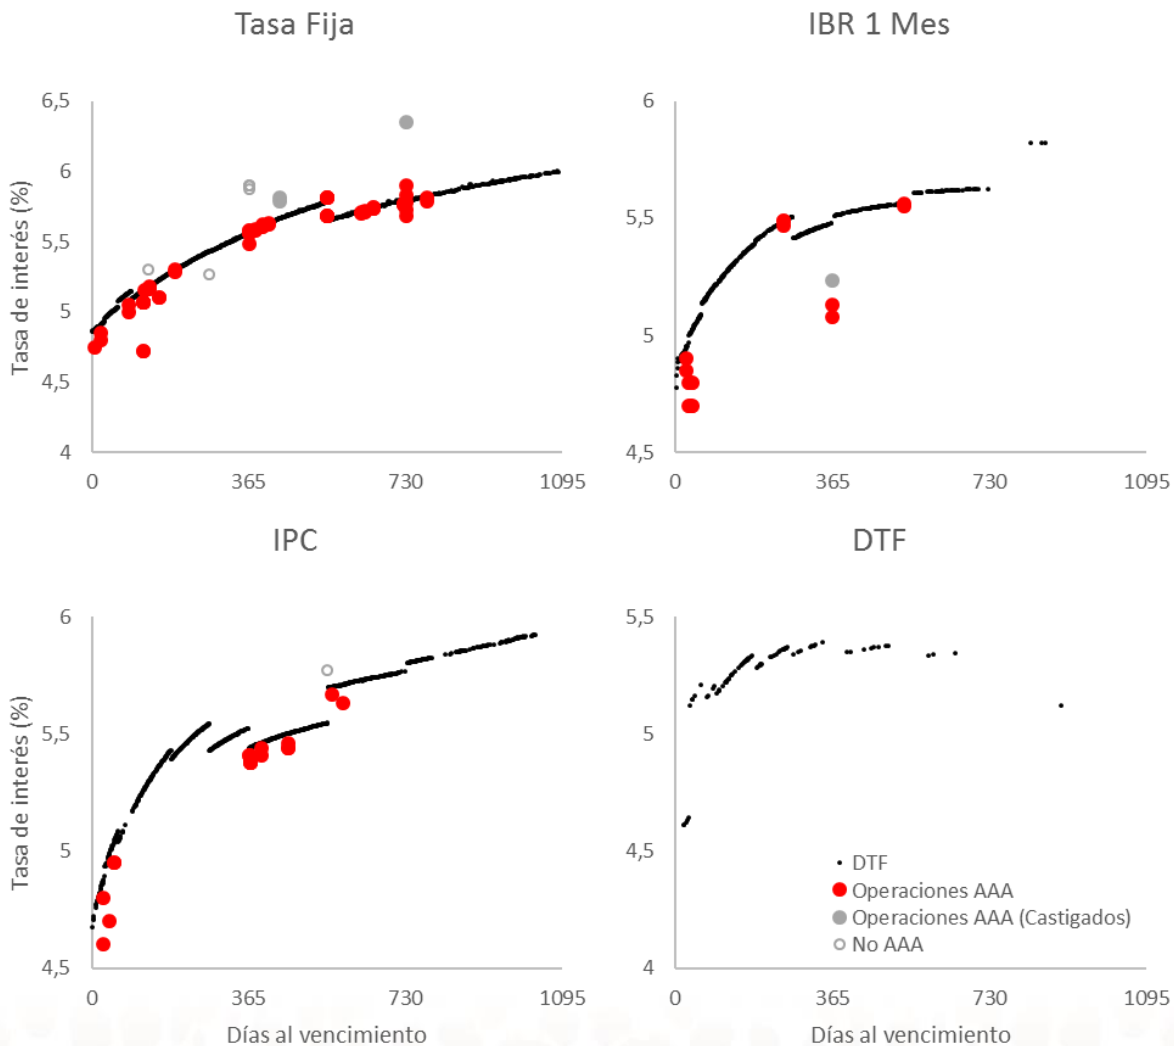 Tasa Fija
Tasa de interés (%)
6,5
6
5,5
5
4,5
4
0
365
730
1095
IBR 1 Mes
6
5,5
5
4,5
0
365
730
1095
IPC
Tasa de interés (%)
6
5,5
5
4,5
0
365
730
1095
Días al vencimiento
DTF
5,5
5
4,5
4
DTF
Operaciones AAA
Operaciones AAA (Castigados)
No AAA
0
365
730
1095
Días al vencimiento